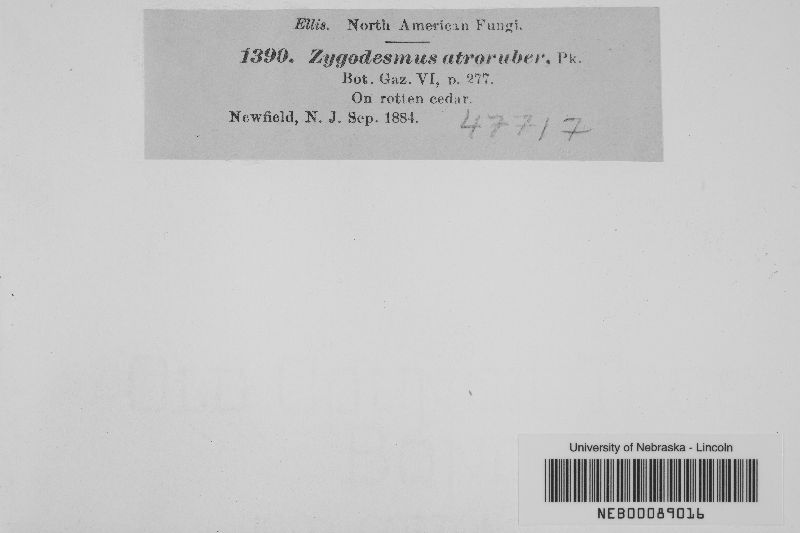 Ellis. North American Fungi.
1390. Zygodesmus atroruber, Pk.
Bot. Gaz. VI, p. 277.
On rotten cedar.
Newfield, N. J. Sep. 1884.
47717
University of Nebraska - Lincoln
NEB00089016